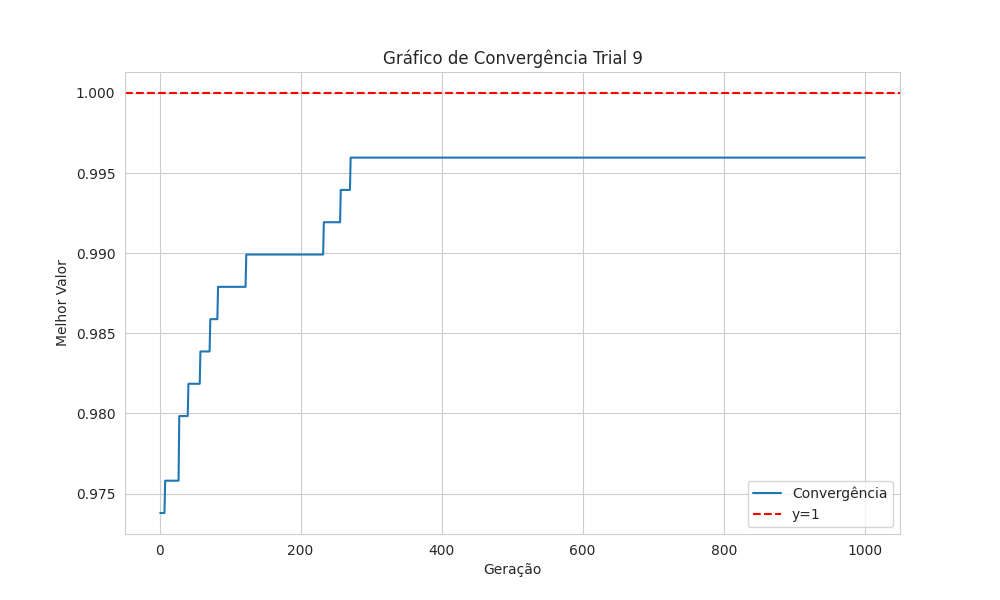 Gráfico de Convergência Trial 9
1.000
0.995
0.990
0.985
0.980
0.975
Melhor Valor
0 200 400 600 800 1000
Geração
Convergência
y=1